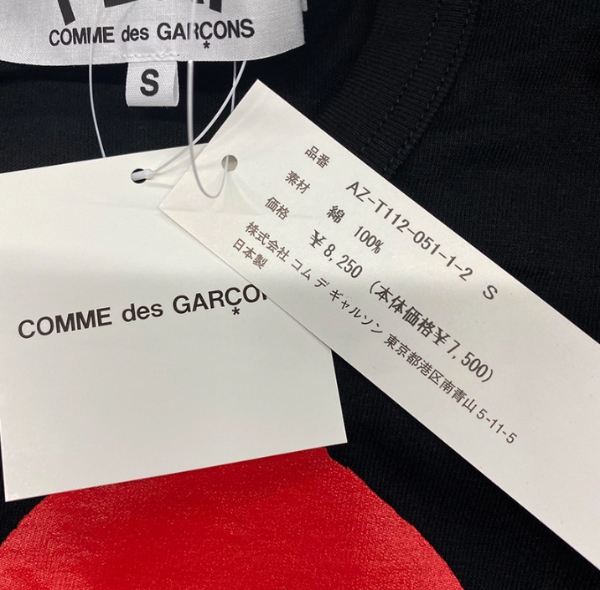 COMME des GARÇONS
S
品番 AZ-T112-051-1-2 S
素材 綿 100%
価格 ¥8,250 (本体価格¥7,500)
株式会社 コム デ ギャルソン 東京都港区南青山 5-11-5
日本製
COMME des